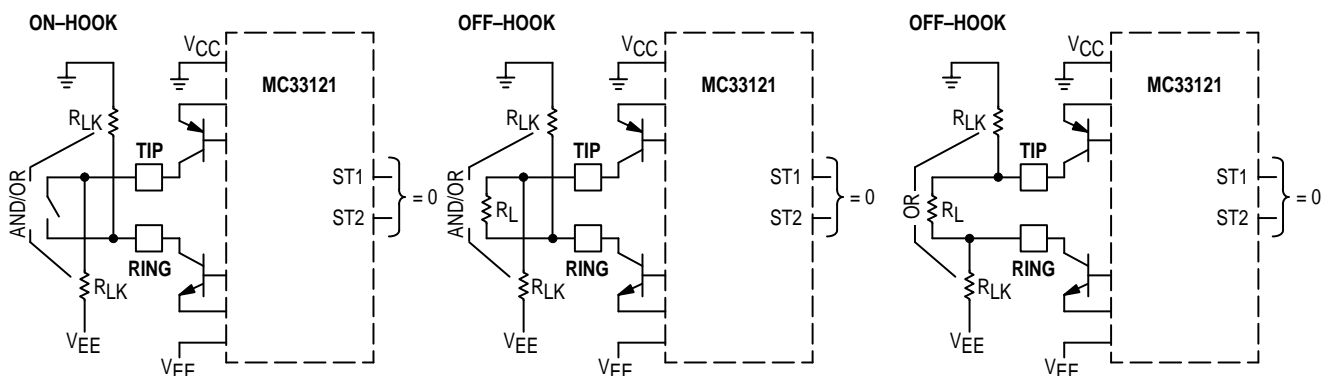 ON–HOOK
VCC
MC33121
RLK
TIP
AND/OR
ST1
ST2
= 0
RING
RLK
VEE
VEE
OFF–HOOK
VCC
MC33121
RLK
TIP
AND/OR
RL
ST1
ST2
= 0
RING
RLK
VEE
VEE
OFF–HOOK
VCC
MC33121
RLK
TIP
OR
RL
ST1
ST2
= 0
RING
RLK
VEE
VEE